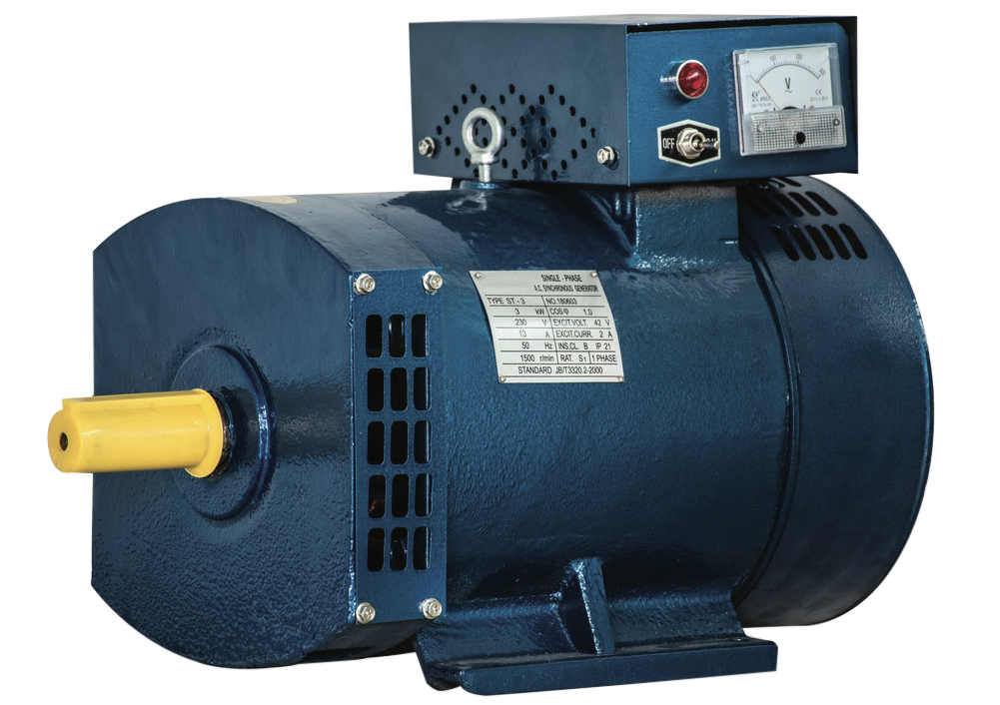 V
OFF
SINGLE - PHASE
A.C. SYNCHRONOUS GENERATOR
TYPE ST - 3 NO.180603
3 kW COSφ 1.0
230 V EXCIT.VOLT. 42 V
13 A EXCIT.CURR. 2 A
50 Hz INS.CL. B IP 21
1500 r/min RAT. S1 1 PHASE
STANDARD JB/T3320.2-2000